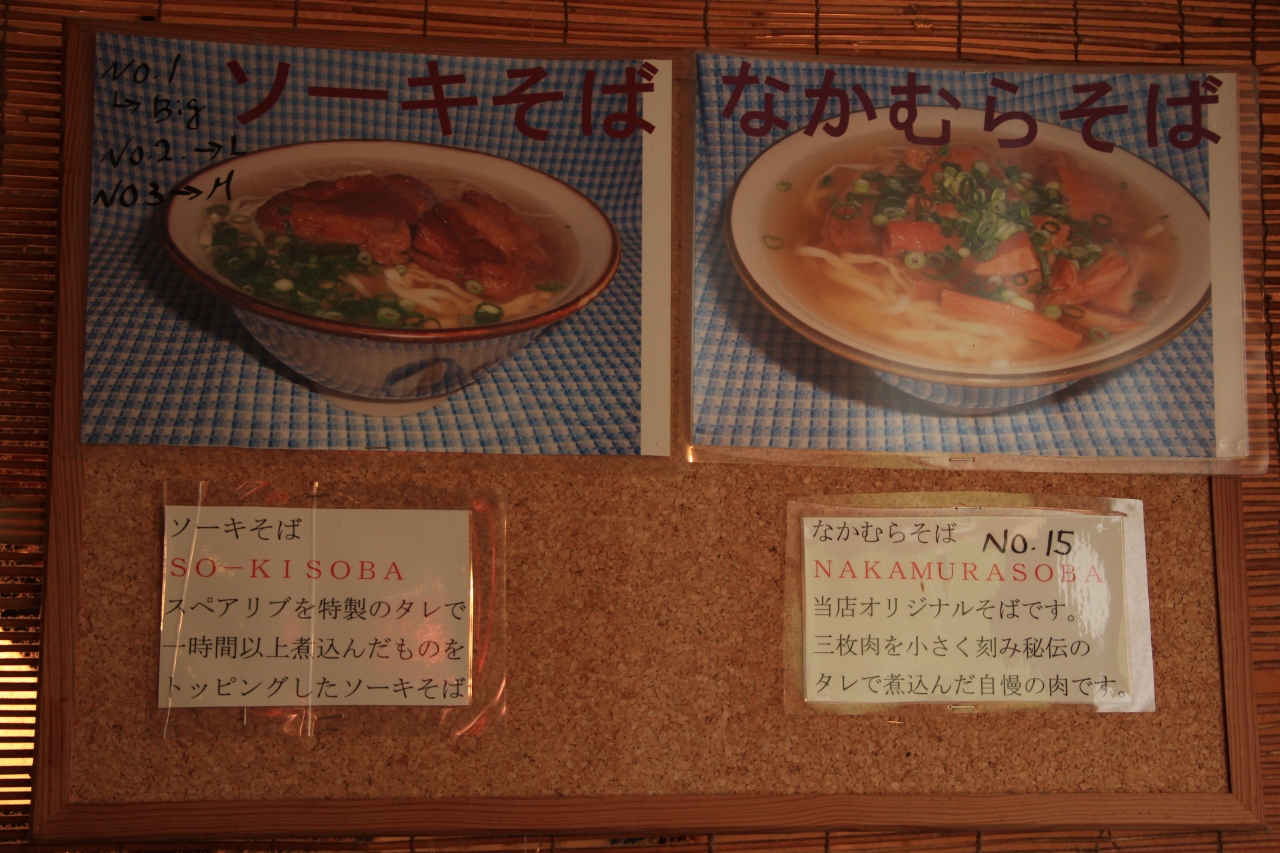 No.1
↳ Big
No.2.→L
No3→M
ソーキそば
なかむらそば
ソーキそば
ＳＯ－ＫＩＳＯＢＡ
スペアリブを特製のタレで
一時間以上煮込んだものを
トッピングしたソーキそば
なかむらそば No.15
ＮＡＫＡＭＵＲＡＳＯＢＡ
当店オリジナルそばです。
三枚肉を小さく刻み秘伝の
タレで煮込んだ自慢の肉です。